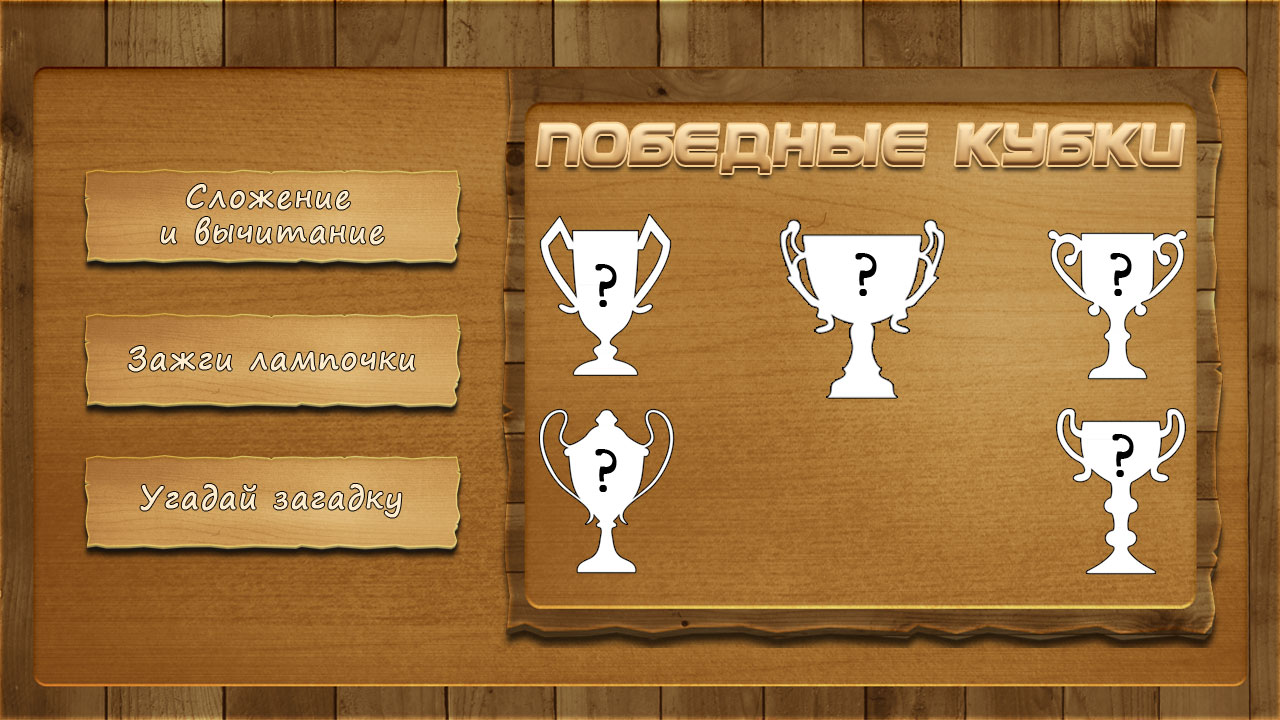 ПОБЕДНЫЕ КУБКИ
Сложение
и вычитание
Зажги лампочки
Угадай загадку
?
?
?
?
?